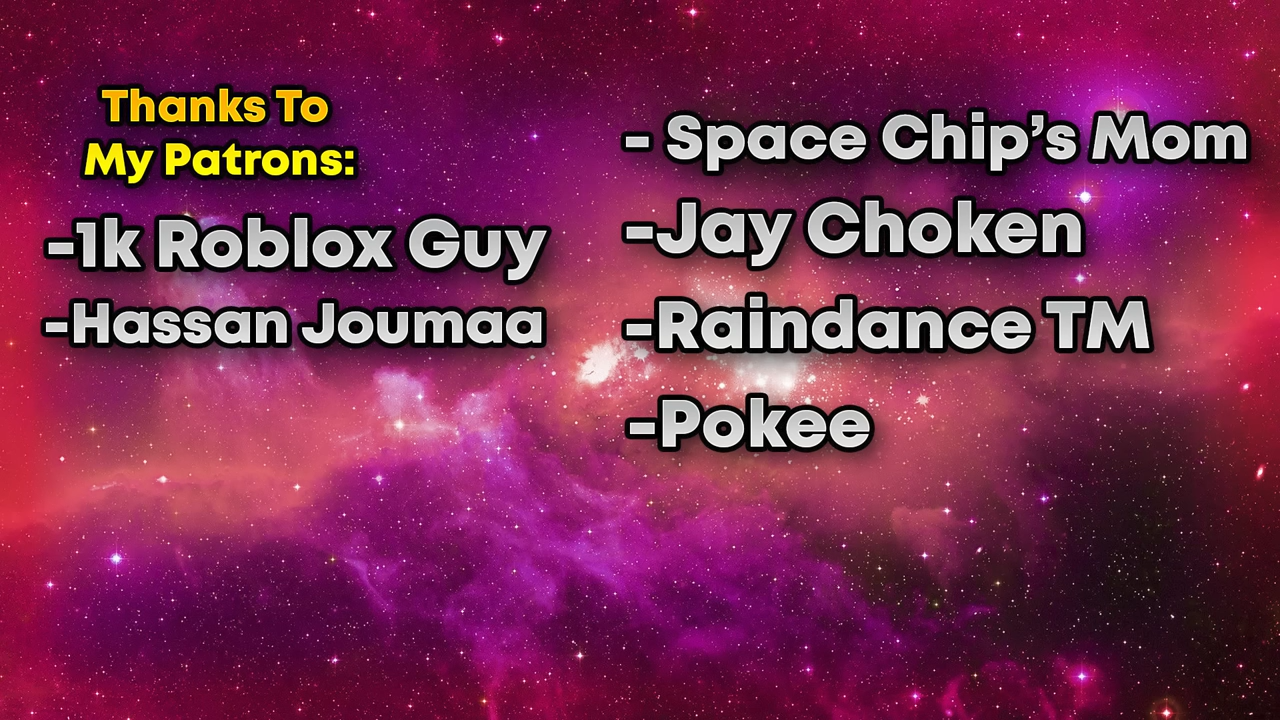 Thanks To
My Patrons:
-1k Roblox Guy
-Hassan Joumaa
- Space Chip’s Mom
-Jay Choken
-Raindance TM
-Pokee